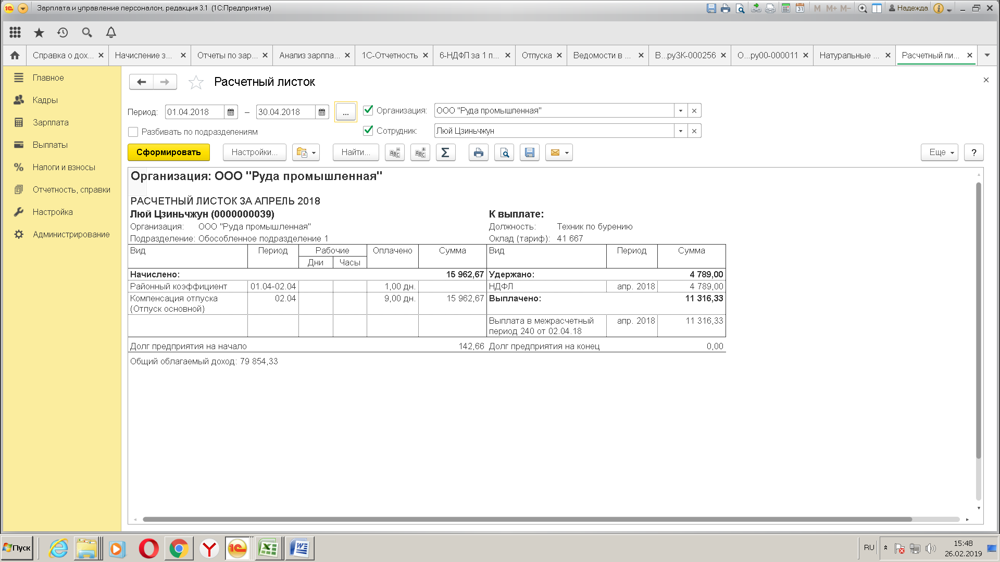 Зарплата и управление персоналом, редакция 3.1 (1С:Предприятие)
M M+ M- Надежда
Справка о дох... Начисление з... Отчеты по зар... Анализ зарпла... 1С-Отчетность 6-НДФЛ за 1 п... Отпуска Ведомости в ... В...руЗК-000256 О...ру00-000011 Натуральные ... Расчетный ли...
Главное
Кадры
Зарплата
Выплаты
Налоги и взносы
Отчетность, справки
Настройка
Администрирование
Расчетный листок
Период: 01.04.2018 – 30.04.2018 ... Организация: ООО "Руда промышленная"
Разбивать по подразделениям Сотрудник: Люй Цзиньчжун
Сформировать Настройки... Найти... Еще ?
Организация: ООО "Руда промышленная"
РАСЧЕТНЫЙ ЛИСТОК ЗА АПРЕЛЬ 2018
Люй Цзиньчжун (0000000039) К выплате:
Организация: ООО "Руда промышленная" Должность: Техник по бурению
Подразделение: Обособленное подразделение 1 Оклад (тариф): 41 667
Вид Период Рабочие Оплачено Сумма Вид Период Сумма
Дни Часы
Начислено: 15 962,67 Удержано: 4 789,00
Районный коэффициент 01.04-02.04 1,00 дн. НДФЛ апр. 2018 4 789,00
Компенсация отпуска 02.04 9,00 дн. 15 962,67 Выплачено: 11 316,33
(Отпуск основной)
Выплата в межрасчетный апр. 2018 11 316,33
период 240 от 02.04.18
Долг предприятия на начало 142,66 Долг предприятия на конец 0,00
Общий облагаемый доход: 79 854,33
Пуск RU 15:48
26.02.2019